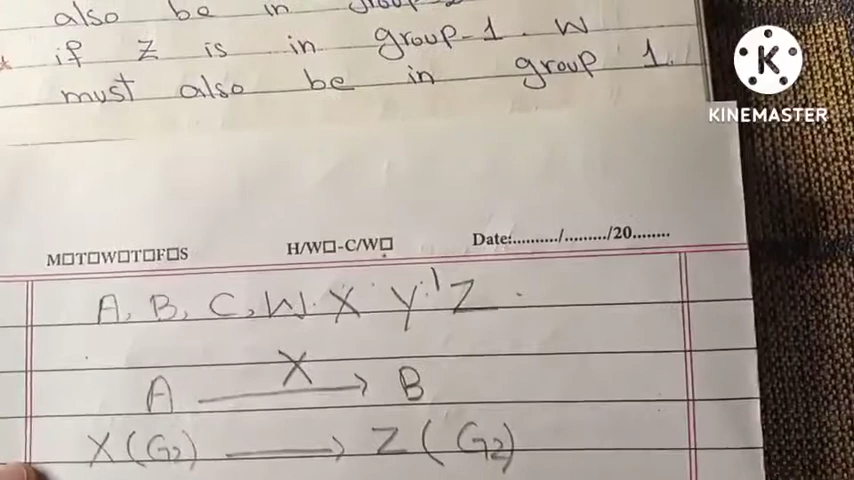 also be in group-
* if Z is in group-1. W
must also be in group 1.
K
KINEMASTER
M□T□W□T□F□S H/W□-C/W□ Date:........../........./20........
A, B, C, W. X Y Z
A X → B
X (G2) → Z (G2)